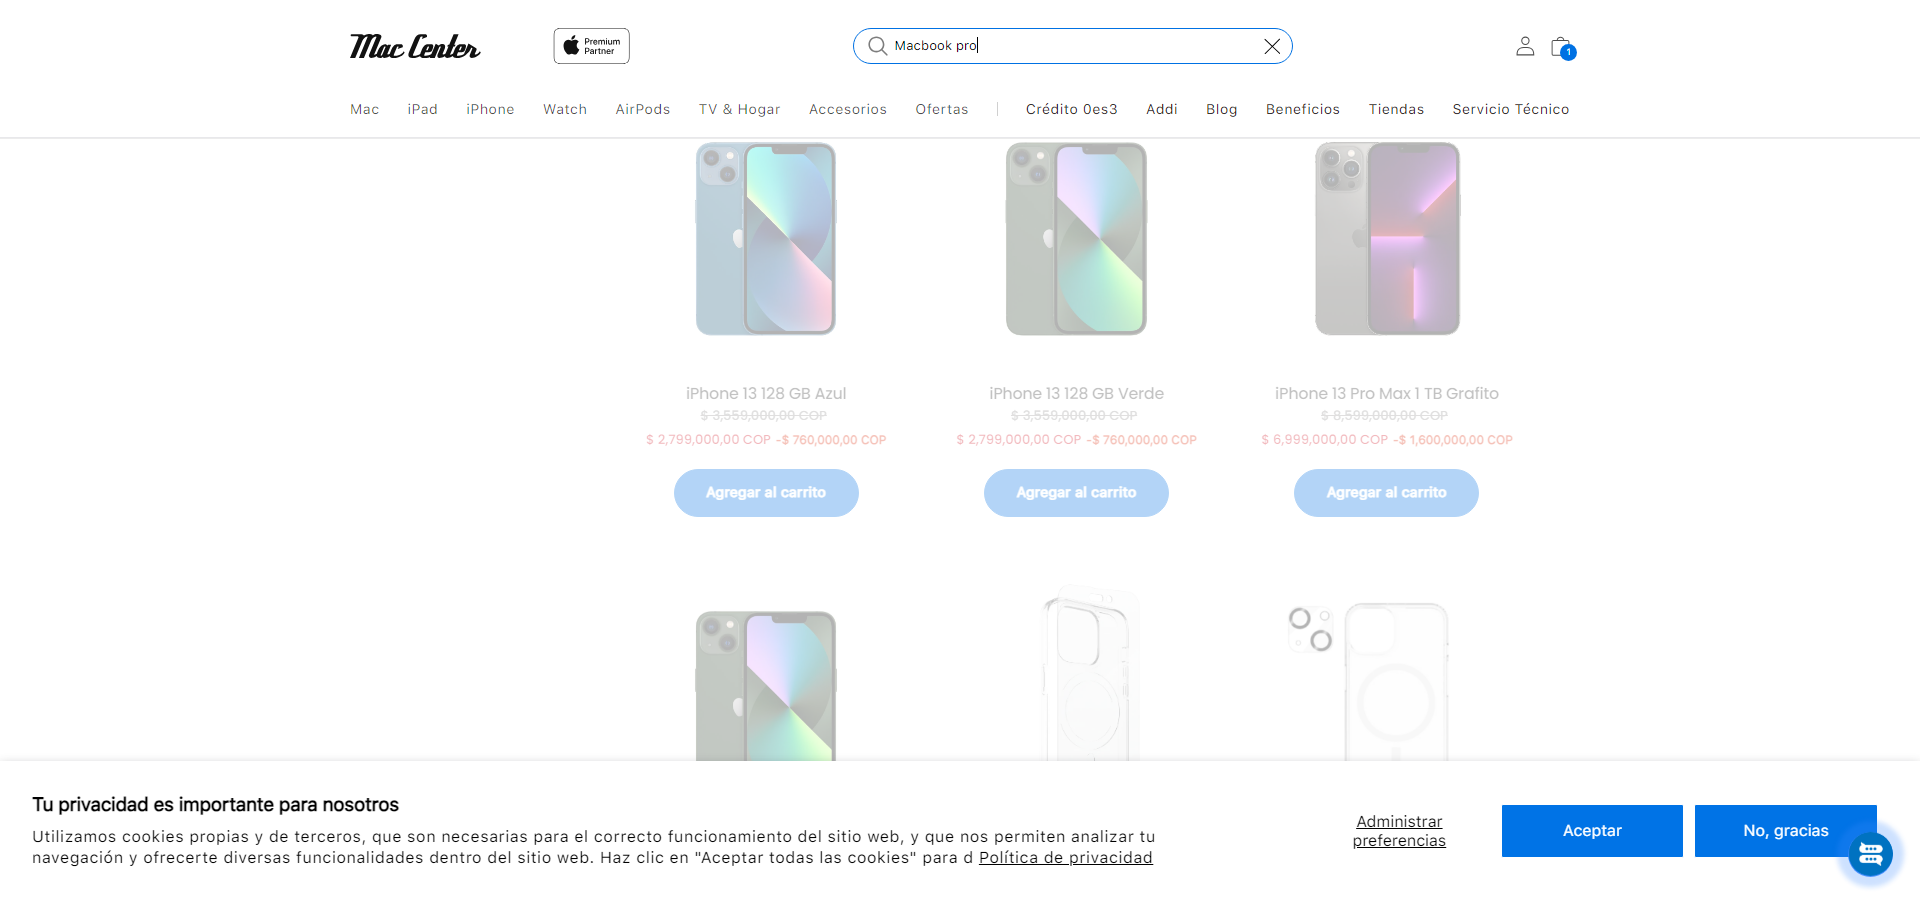 Mac Center
Premium
Partner
Macbook pro
1
Mac iPad iPhone Watch AirPods TV & Hogar Accesorios Ofertas Crédito 0es3 Addi Blog Beneficios Tiendas Servicio Técnico
iPhone 13 128 GB Azul
$ 3,559,000,00 COP
$ 2,799,000,00 COP -$ 760,000,00 COP
Agregar al carrito
iPhone 13 128 GB Verde
$ 3,559,000,00 COP
$ 2,799,000,00 COP -$ 760,000,00 COP
Agregar al carrito
iPhone 13 Pro Max 1 TB Grafito
$ 8,599,000,00 COP
$ 6,999,000,00 COP -$ 1,600,000,00 COP
Agregar al carrito
Tu privacidad es importante para nosotros
Utilizamos cookies propias y de terceros, que son necesarias para el correcto funcionamiento del sitio web, y que nos permiten analizar tu
navegación y ofrecerte diversas funcionalidades dentro del sitio web. Haz clic en "Aceptar todas las cookies" para d Política de privacidad
Administrar
preferencias
Aceptar
No, gracias